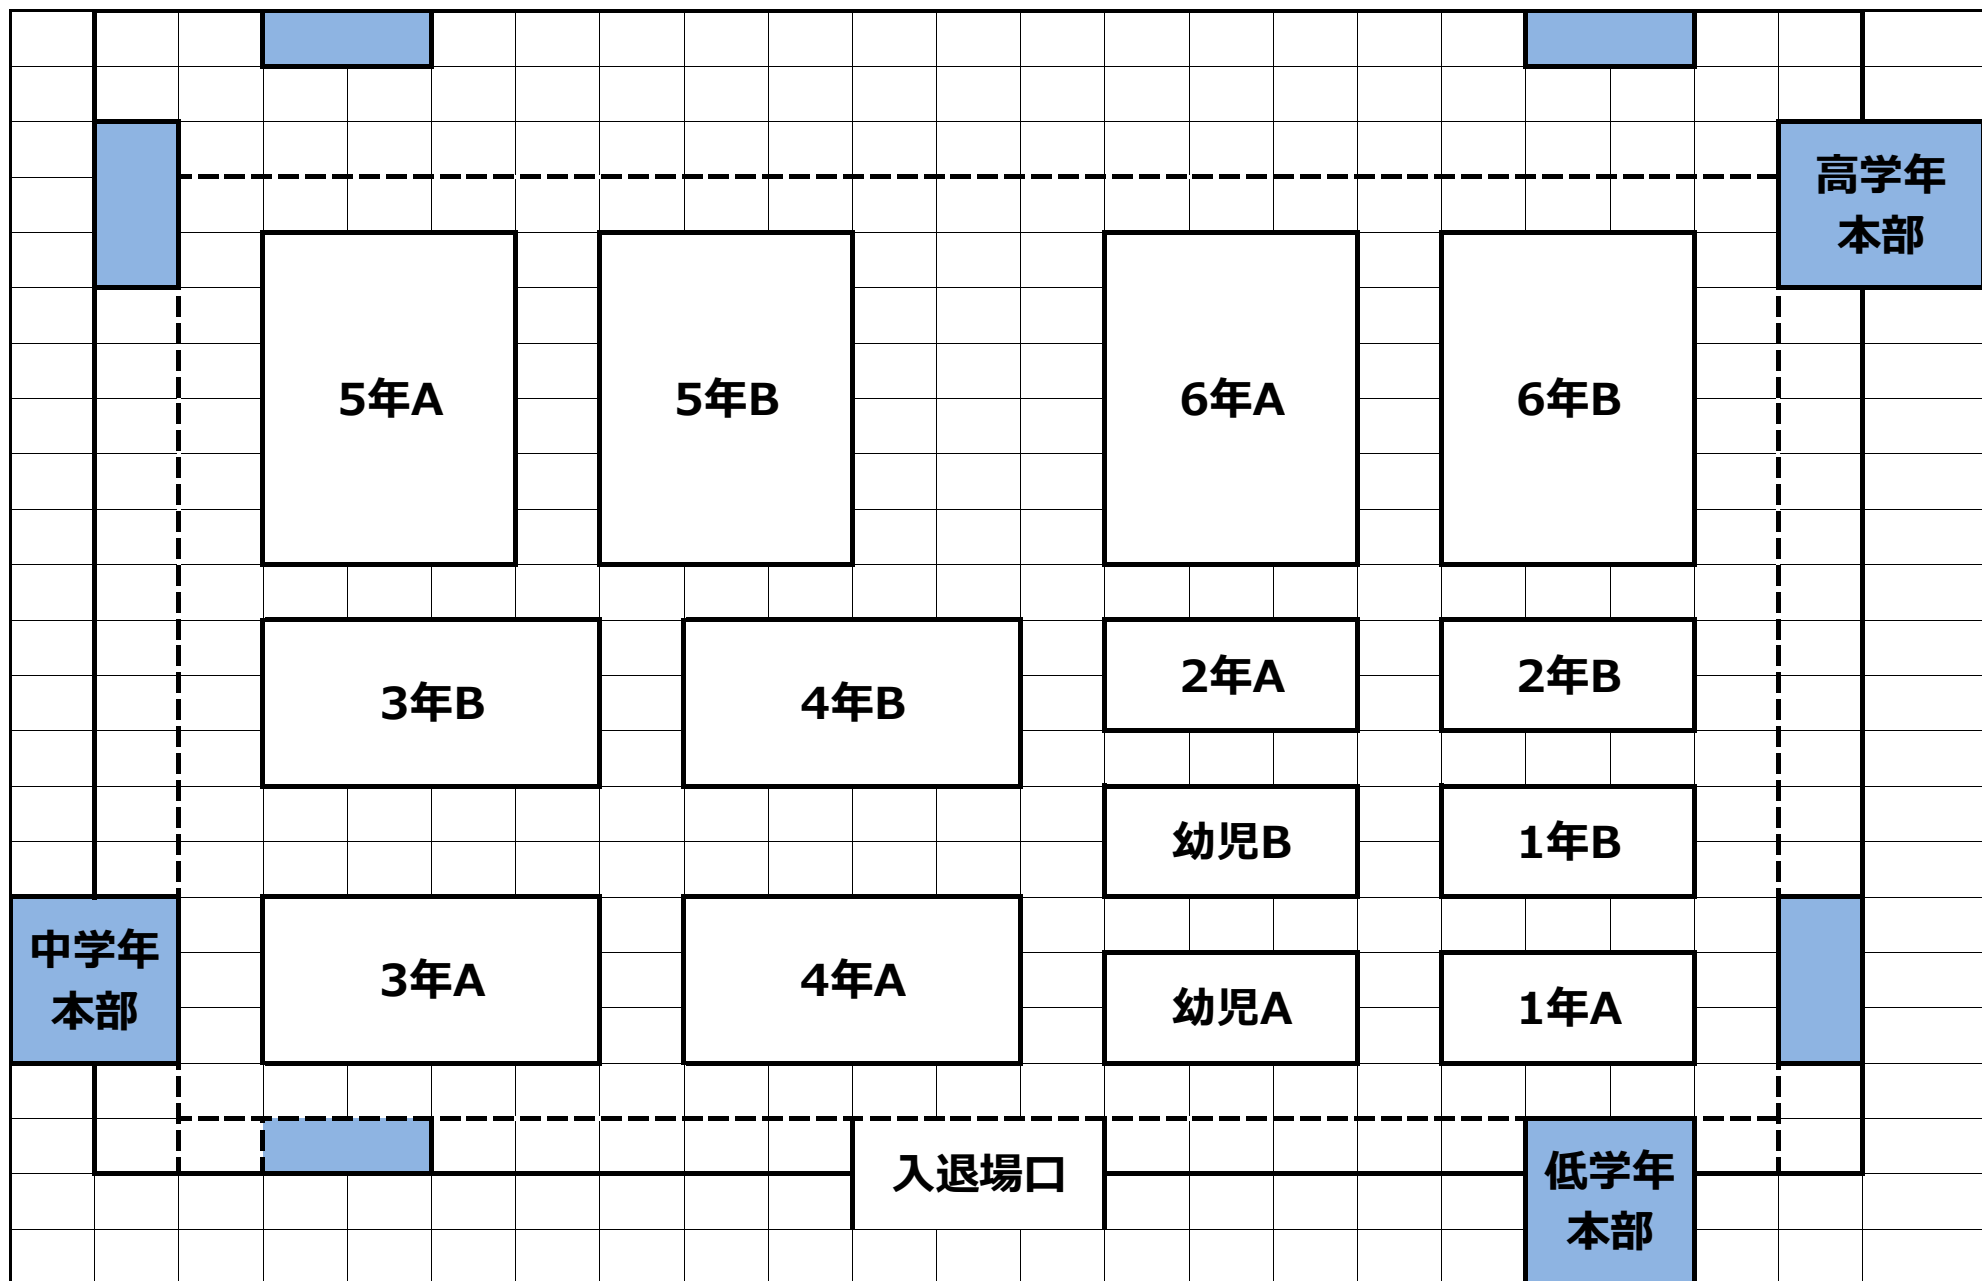 高学年
本部
5年A
5年B
6年A
6年B
3年B
4年B
2年A
2年B
幼児B
1年B
中学年
本部
3年A
4年A
幼児A
1年A
入退場口
低学年
本部